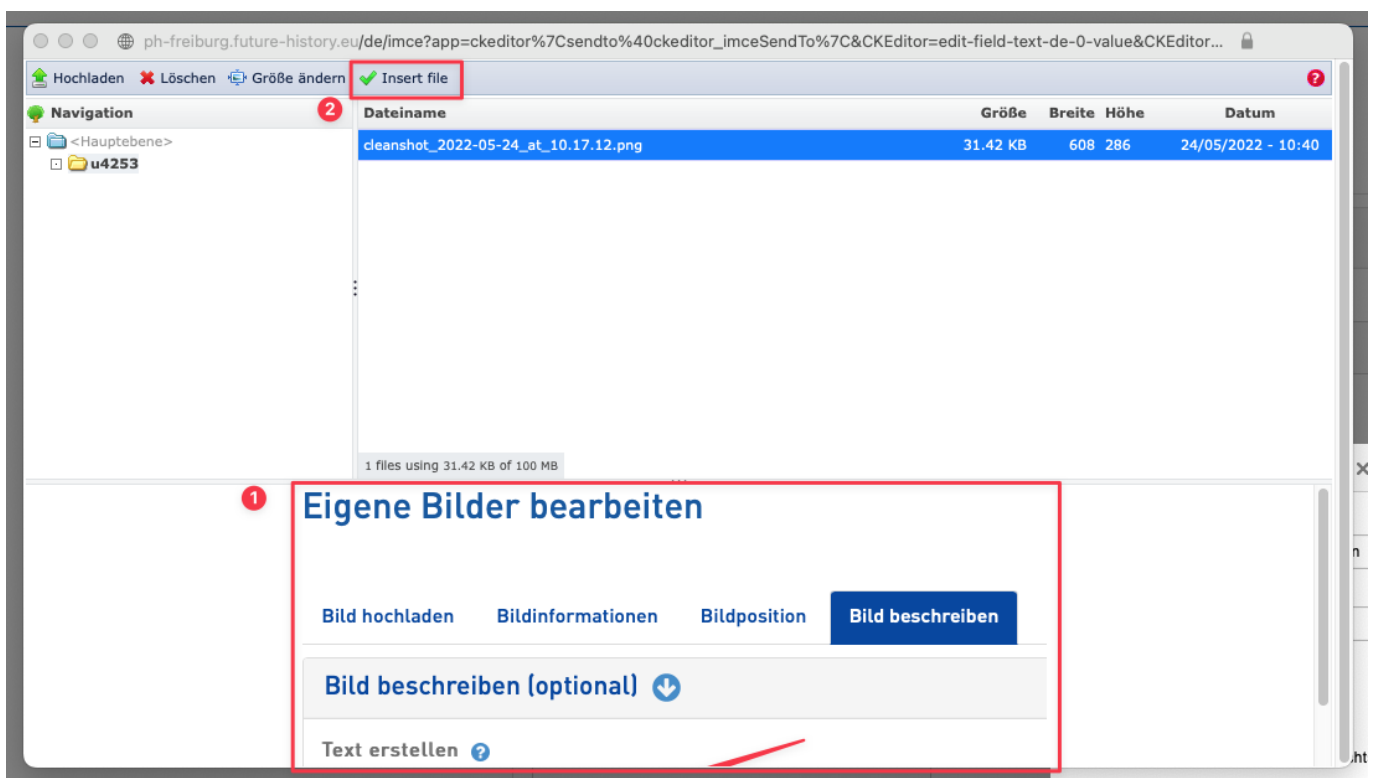 ph-freiburg.future-history.eu/de/imce?app=ckeditor%7Csendto%40ckeditor_imceSendTo%7C&CKEditor=edit-field-text-de-0-value&CKEditor...
Hochladen Löschen Größe ändern Insert file ?
Navigation 2 Dateiname Größe Breite Höhe Datum
<Hauptebene>
cleanshot_2022-05-24_at_10.17.12.png 31.42 KB 608 286 24/05/2022 - 10:40
u4253
1 files using 31.42 KB of 100 MB
1
Eigene Bilder bearbeiten
Bild hochladen Bildinformationen Bildposition Bild beschreiben
Bild beschreiben (optional)
Text erstellen ?